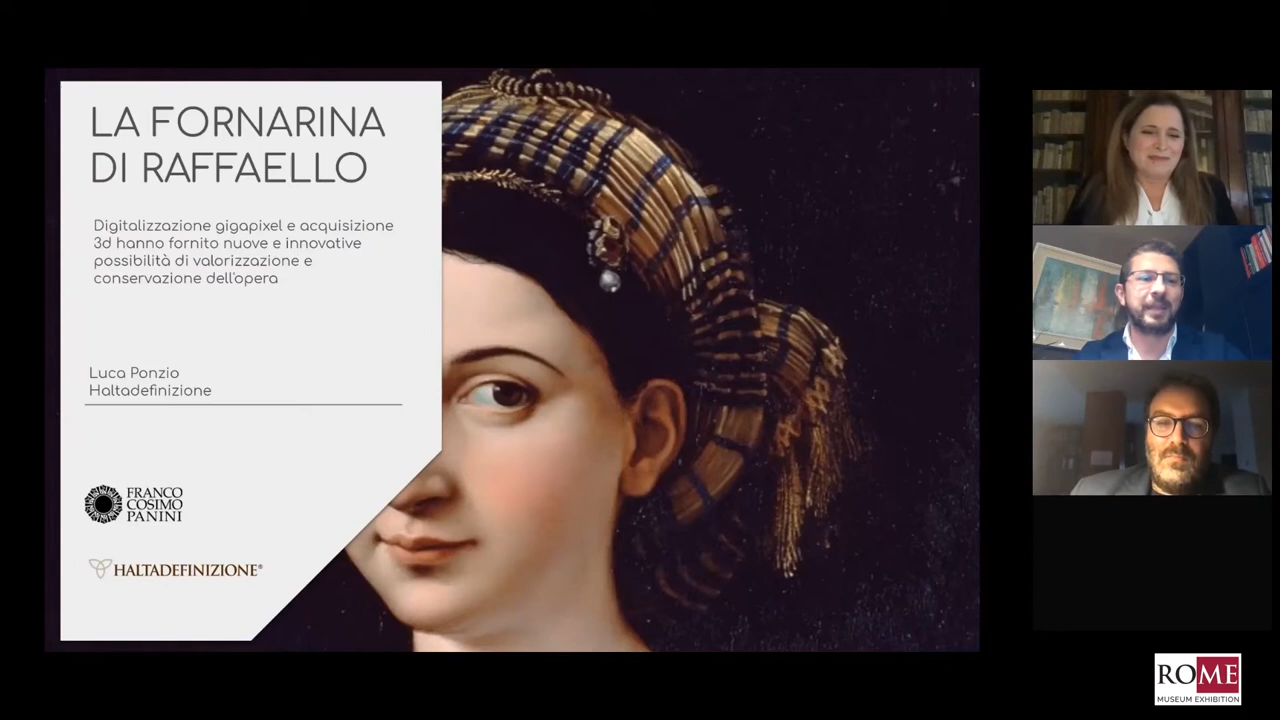 LA FORNARINA
DI RAFFAELLO
Digitalizzazione gigapixel e acquisizione
3d hanno fornito nuove e innovative
possibilità di valorizzazione e
conservazione dell'opera
Luca Ponzio
Haltadefinizione
FRANCO
COSIMO
PANINI
HALTADEFINIZIONE®
ROME
MUSEUM EXHIBITION